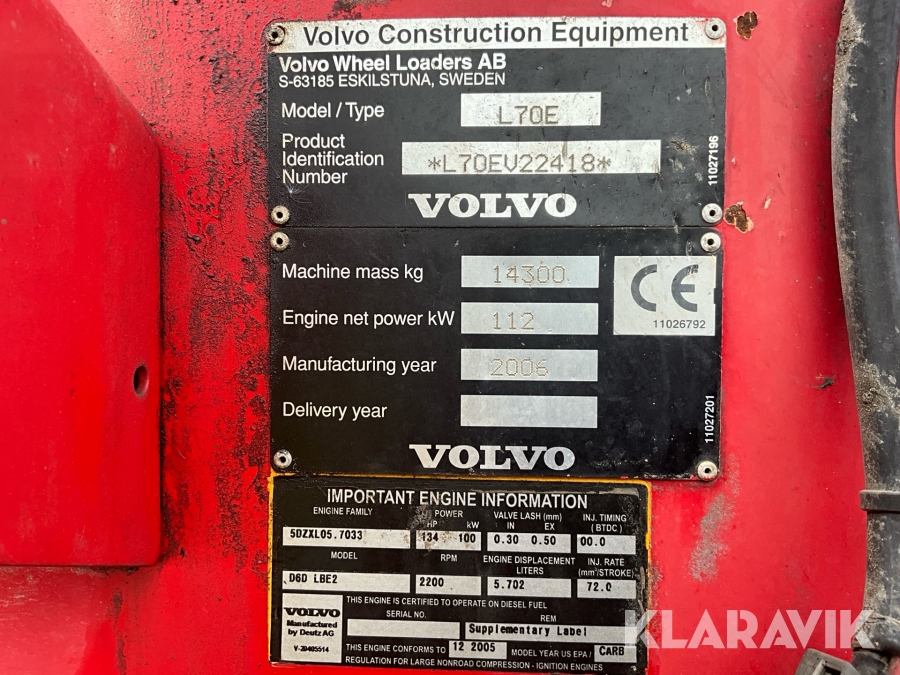 Volvo Construction Equipment
Volvo Wheel Loaders AB
S-63185 ESKILSTUNA, SWEDEN
Model / Type L70E
Product Identification Number *L70EV22418*
11027196
VOLVO
Machine mass kg 14300
CE
11026792
Engine net power kW 112
Manufacturing year 2006
Delivery year
11027201
VOLVO
IMPORTANT ENGINE INFORMATION
ENIGINE FAMILY POWER VALVE LASH (mm) INJ. TIMING
HP kW IN EX (BTDC)
5DZXL05.7033 134 100 0.30 0.50 00.0
MODEL RPM ENGINE DISPLACEMENT INJ. RATE
LITERS (mm³/STROKE)
D6D LBE2 2200 5.702 72.0
THIS ENGINE IS CERTIFIED TO OPERATE ON DIESEL FUEL
VOLVO
Manufactured
by Deutz AG
V-20405514
SERIAL NO. REM
Supplementary Label
THIS ENGINE CONFORMS TO 12 2005 MODEL YEAR US EPA / CARB
REGULATION FOR LARGE NONROAD COMPRESSION - IGNITION ENGINES
KLARAVIK